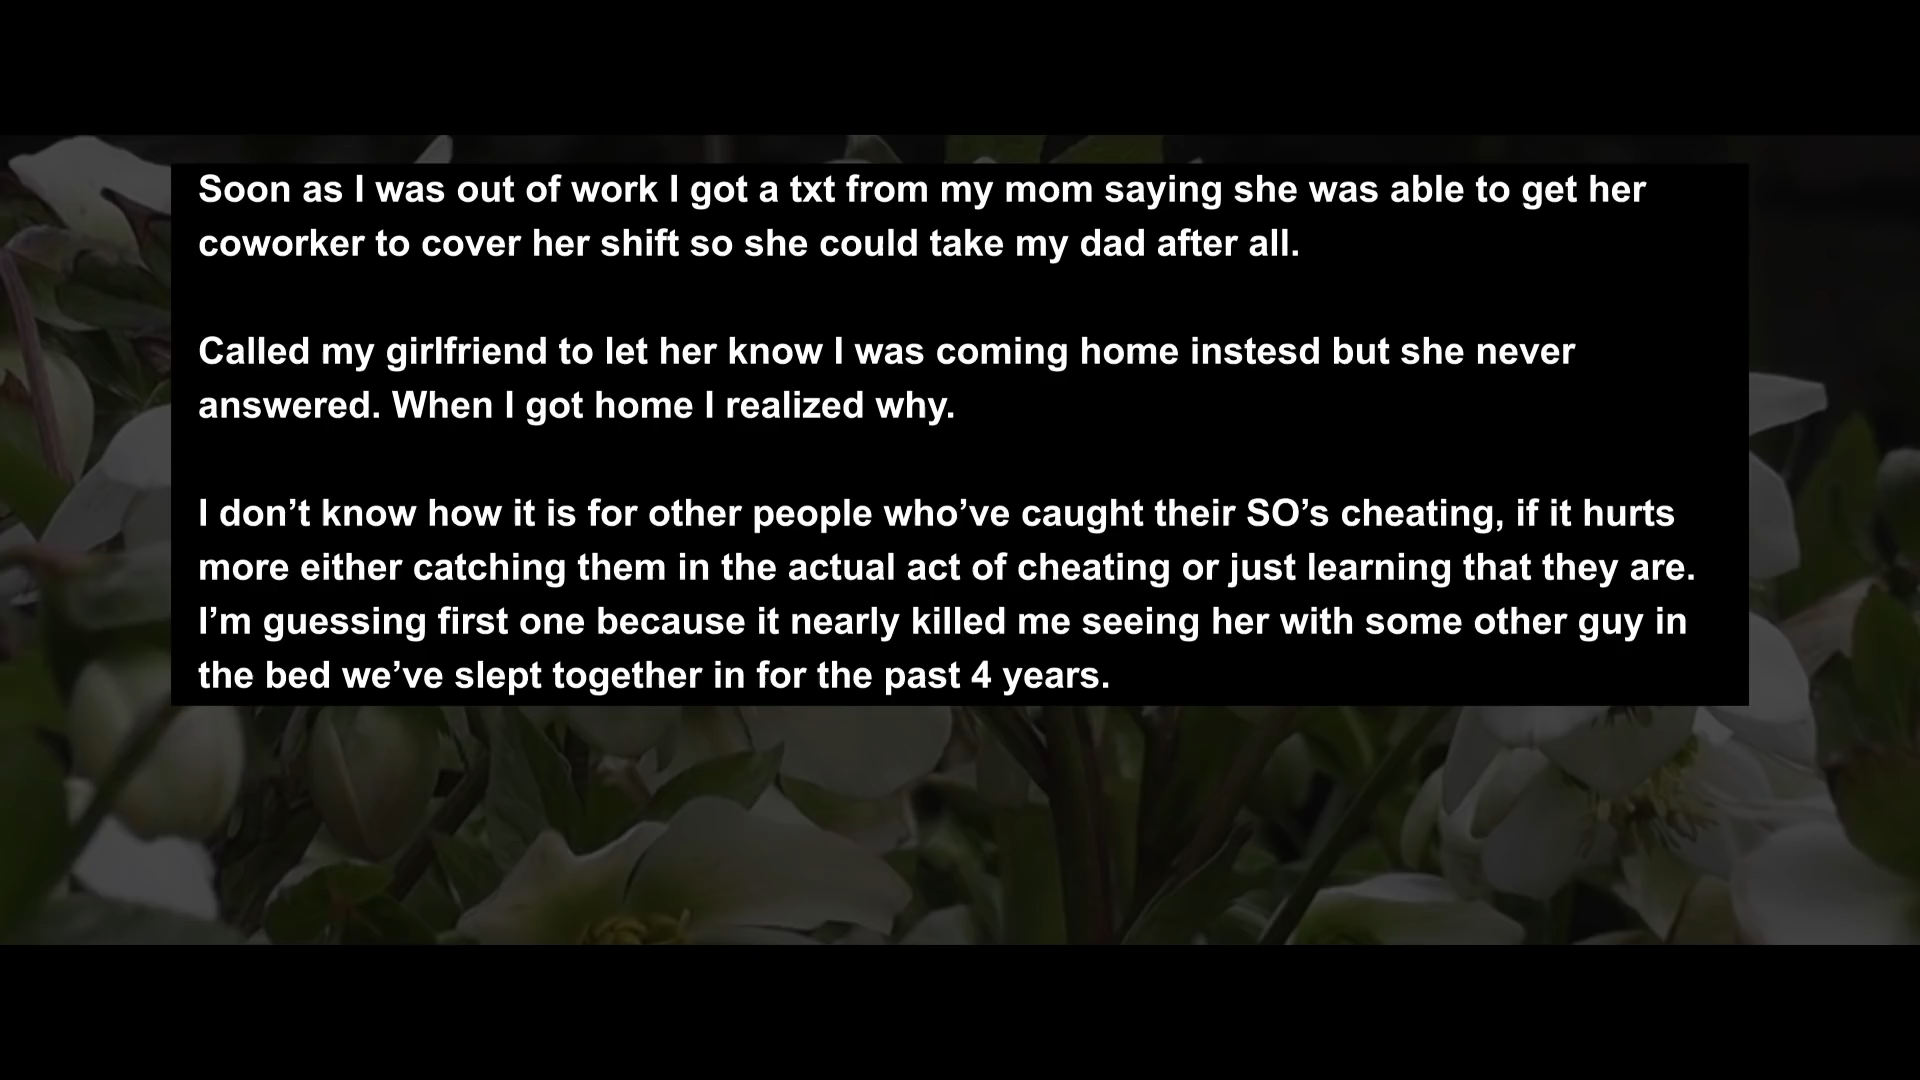 Soon as I was out of work I got a txt from my mom saying she was able to get her
coworker to cover her shift so she could take my dad after all.
Called my girlfriend to let her know I was coming home instesd but she never
answered. When I got home I realized why.
I don’t know how it is for other people who’ve caught their SO’s cheating, if it hurts
more either catching them in the actual act of cheating or just learning that they are.
I’m guessing first one because it nearly killed me seeing her with some other guy in
the bed we’ve slept together in for the past 4 years.